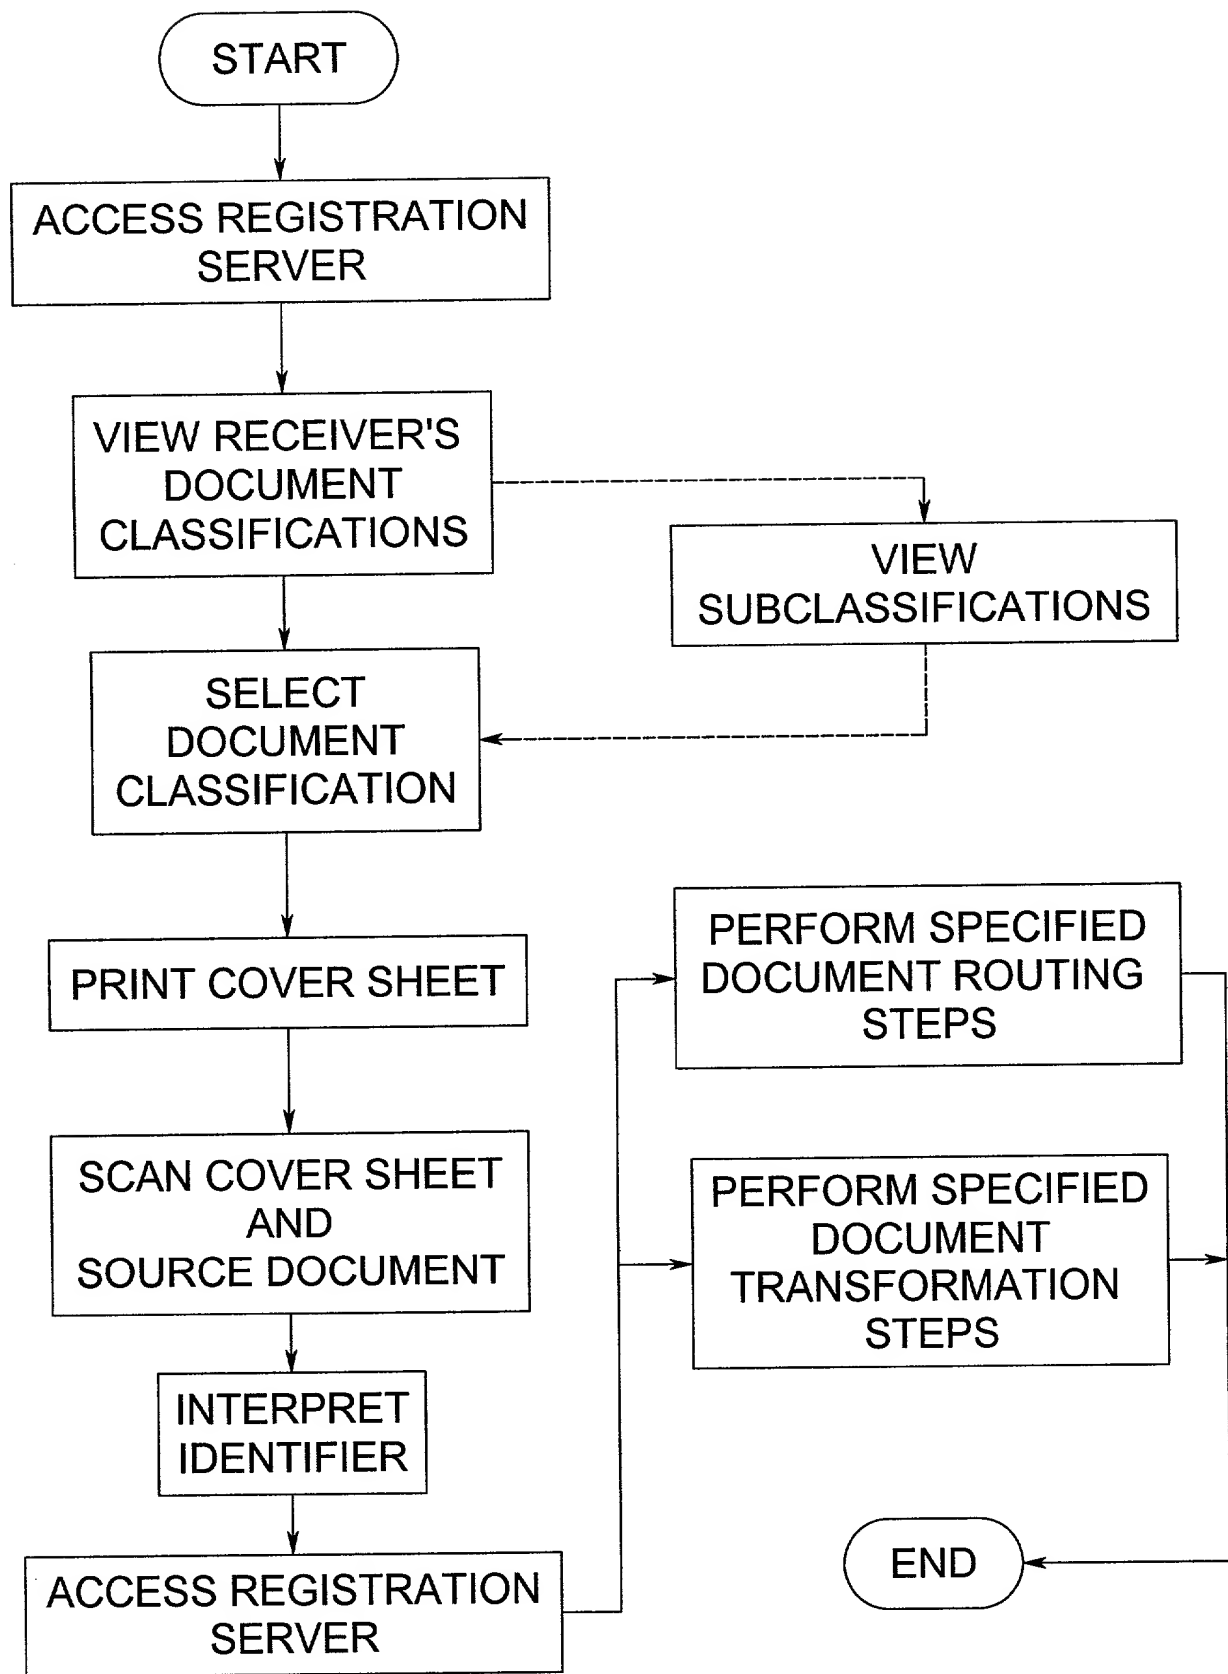 START
ACCESS REGISTRATION
SERVER
VIEW RECEIVER'S
DOCUMENT
CLASSIFICATIONS
VIEW
SUBCLASSIFICATIONS
SELECT
DOCUMENT
CLASSIFICATION
PRINT COVER SHEET
SCAN COVER SHEET
AND
SOURCE DOCUMENT
INTERPRET
IDENTIFIER
ACCESS REGISTRATION
SERVER
PERFORM SPECIFIED
DOCUMENT ROUTING
STEPS
PERFORM SPECIFIED
DOCUMENT
TRANSFORMATION
STEPS
END